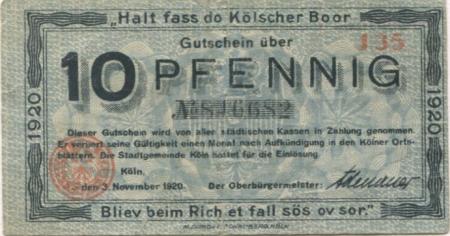 „Halt fass do Kölscher Boor
Gutschein über
135
10 PFENNIG
1920
1920
Dieser Gutschein wird von allen städtischen Kassen in Zahlung genommen.
Er verliert seine Gültigkeit einen Monat nach Aufkündigung in den Kölner Orts-
blättern. Die Stadtgemeinde Köln haftet für die Einlösung.
Köln,
den 3. November 1920.
Der Oberbürgermeister:
Adenauer
Bliev beim Rich et fall sös ov sor."